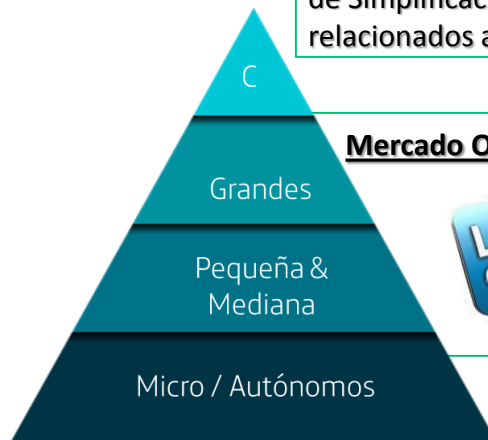 relacionados
C
Mercado
Grandes
Pequeña &
Mediana
Micro / Autónomos